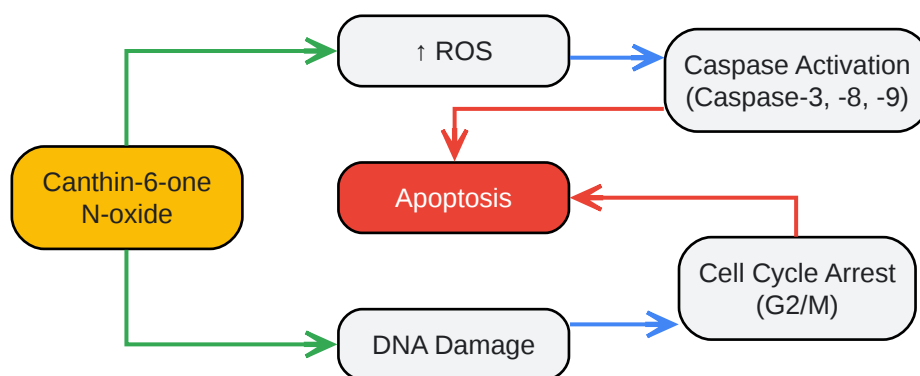 ↑ ROS
Caspase Activation
(Caspase-3, -8, -9)
Canthin-6-one
N-oxide
Apoptosis
Cell Cycle Arrest
(G2/M)
DNA Damage